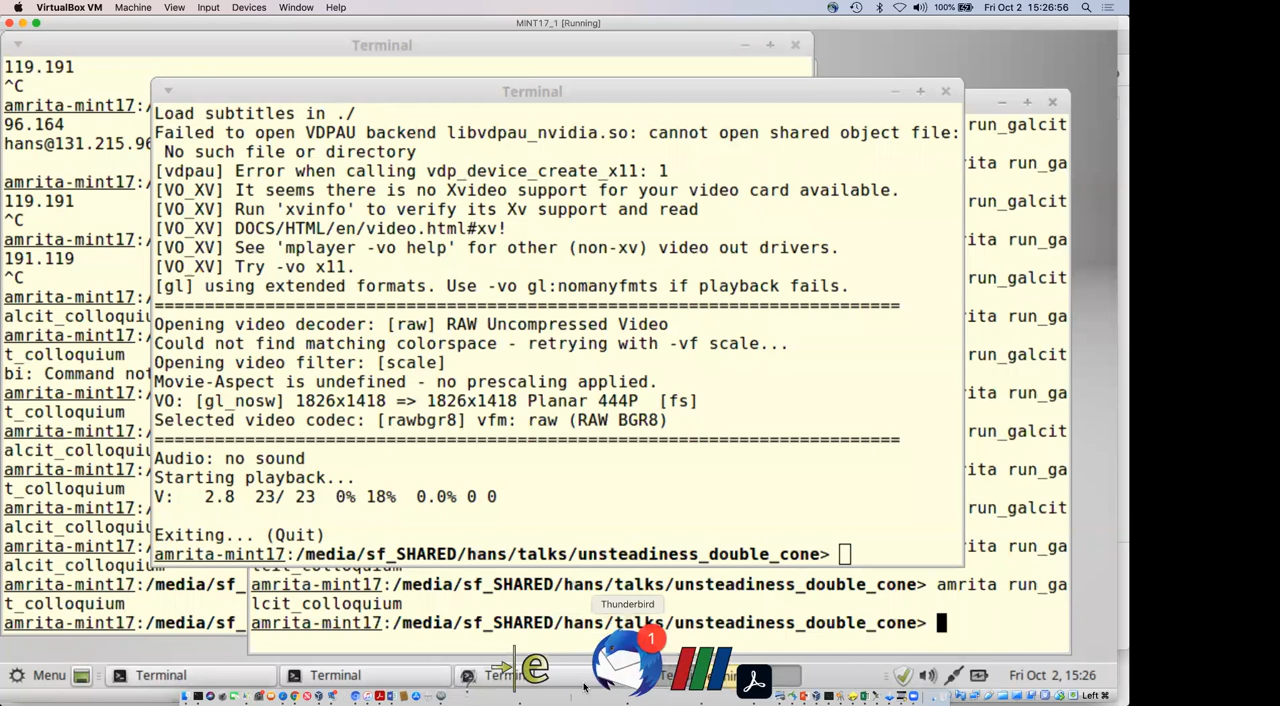 VirtualBox VM Machine View Input Devices Window Help
100% Fri Oct 2 15:26:56
MINT17_1 [Running]
Terminal
119.191
^C
amrita-mint17:/
96.164
hans@131.215.96
amrita-mint17:/
119.191
^C
amrita-mint17:/
191.119
^C
amrita-mint17:/
alcit_colloquiu
amrita-mint17:/
t_colloquium
bi: Command not
amrita-mint17:/
t_colloquium
amrita-mint17:/
alcit_colloquiu
amrita-mint17:/
t_colloquium
amrita-mint17:/
alcit_colloquiu
amrita-mint17:/
alcit_colloquiu
amrita-mint17:/media/sf_
t_colloquium
amrita-mint17:/media/sf_
Terminal
Load subtitles in ./
Failed to open VDPAU backend libvdpau_nvidia.so: cannot open shared object file:
No such file or directory
[vdpau] Error when calling vdp_device_create_x11: 1
[VO_XV] It seems there is no Xvideo support for your video card available.
[VO_XV] Run 'xvinfo' to verify its Xv support and read
[VO_XV] DOCS/HTML/en/video.html#xv!
[VO_XV] See 'mplayer -vo help' for other (non-xv) video out drivers.
[VO_XV] Try -vo x11.
[gl] using extended formats. Use -vo gl:nomanyfmts if playback fails.
==========================================================================
Opening video decoder: [raw] RAW Uncompressed Video
Could not find matching colorspace - retrying with -vf scale...
Opening video filter: [scale]
Movie-Aspect is undefined - no prescaling applied.
VO: [gl_nosw] 1826x1418 => 1826x1418 Planar 444P [fs]
Selected video codec: [rawbgr8] vfm: raw (RAW BGR8)
==========================================================================
Audio: no sound
Starting playback...
V: 2.8 23/ 23 0% 18% 0.0% 0 0
Exiting... (Quit)
amrita-mint17:/media/sf_SHARED/hans/talks/unsteadiness_double_cone>
run_galcit
rita run_ga
run_galcit
rita run_ga
run_galcit
rita run_ga
run_galcit
rita run_ga
run_galcit
rita run_ga
run_galcit
amrita-mint17:/media/sf_SHARED/hans/talks/unsteadiness_double_cone> amrita run_ga
lcit_colloquium
amrita-mint17:/media/sf_SHARED/hans/talks/unsteadiness_double_cone>
Thunderbird
1
e
Menu Terminal Terminal Fri Oct 2, 15:26
Left ⌘